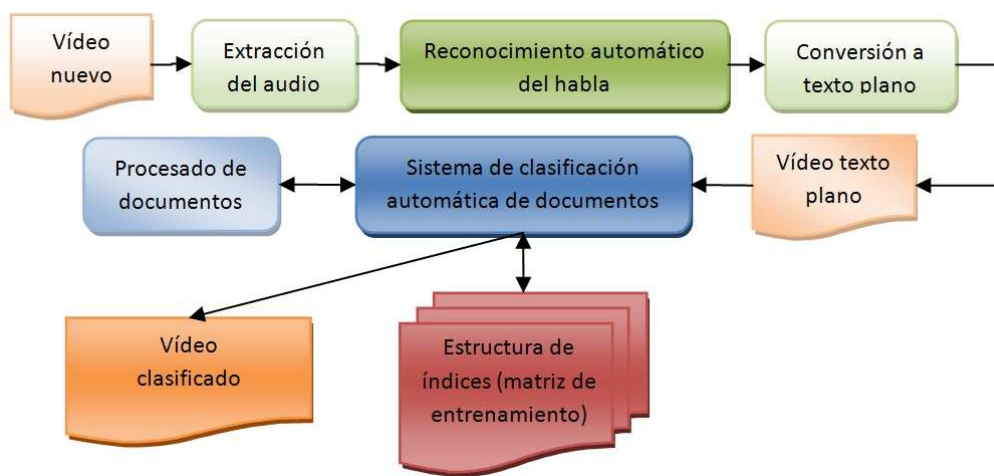 Vídeo
nuevo
Extracción
del audio
Reconocimiento automático
del habla
Conversión a
texto plano
Procesado de
documentos
Sistema de clasificación
automática de documentos
Vídeo texto
plano
Vídeo
clasificado
Estructura de
índices (matriz de
entrenamiento)